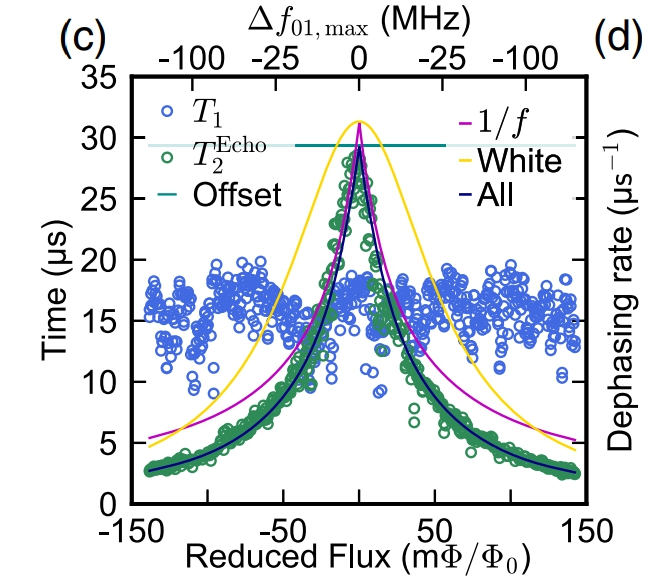 (c)
Δf01, max (MHz)
(d)
-100 -25 0 -25 -100
35
30
25
20
15
10
5
0
Time (μs)
T1
T2Echo
Offset
1/f
White
All
-150 -50 50 150
Reduced Flux (mΦ/Φ0)
Dephasing rate (μs−1)